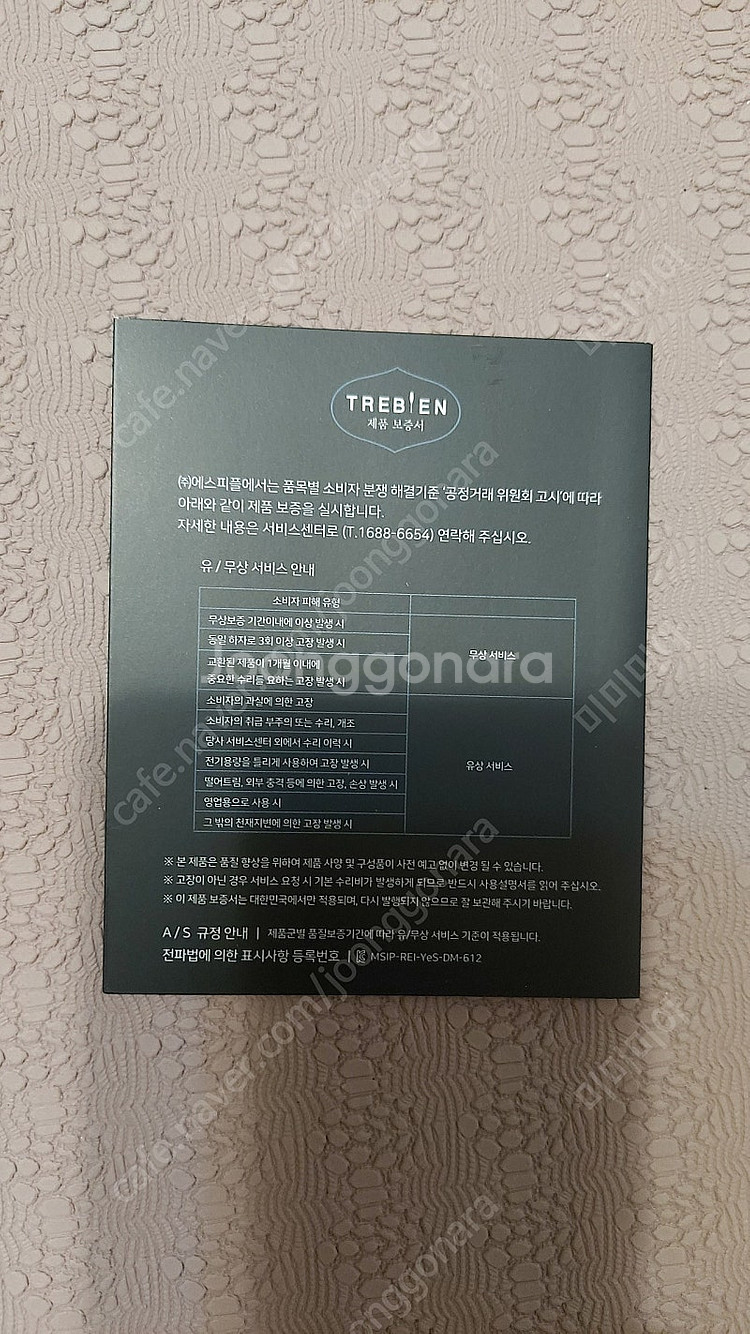 TREBIEN
제품 보증서
㈜에스피플에서는 품목별 소비자 분쟁 해결기준 '공정거래 위원회 고시'에 따라
아래와 같이 제품 보증을 실시합니다.
자세한 내용은 서비스센터로 (T.1688-6654) 연락해 주십시오.
유 / 무상 서비스 안내
소비자 피해 유형
무상보증 기간이내에 이상 발생 시
동일 하자로 3회 이상 고장 발생 시
교환된 제품이 1개월 이내에
중요한 수리를 요하는 고장 발생 시
무상 서비스
소비자의 과실에 의한 고장
소비자의 취급 부주의 또는 수리, 개조
당사 서비스센터 외에서 수리 이력 시
전기용량을 틀리게 사용하여 고장 발생 시
떨어트림, 외부 충격 등에 의한 고장, 손상 발생 시
영업용으로 사용 시
그 밖의 천재지변에 의한 고장 발생 시
유상 서비스
※ 본 제품은 품질 향상을 위하여 제품 사양 및 구성품이 사전 예고 없이 변경 될 수 있습니다.
※ 고장이 아닌 경우 서비스 요청 시 기본 수리비가 발생하게 되므로 반드시 사용설명서를 읽어 주십시오.
※ 이 제품 보증서는 대한민국에서만 적용되며, 다시 발행되지 않으므로 잘 보관해 주시기 바랍니다.
A / S 규정 안내 | 제품군별 품질보증기간에 따라 유/무상 서비스 기준이 적용됩니다.
전파법에 의한 표시사항 등록번호 | MSIP-REI-YeS-DM-612
joonggonara
cafe.naver.com/joonggonara